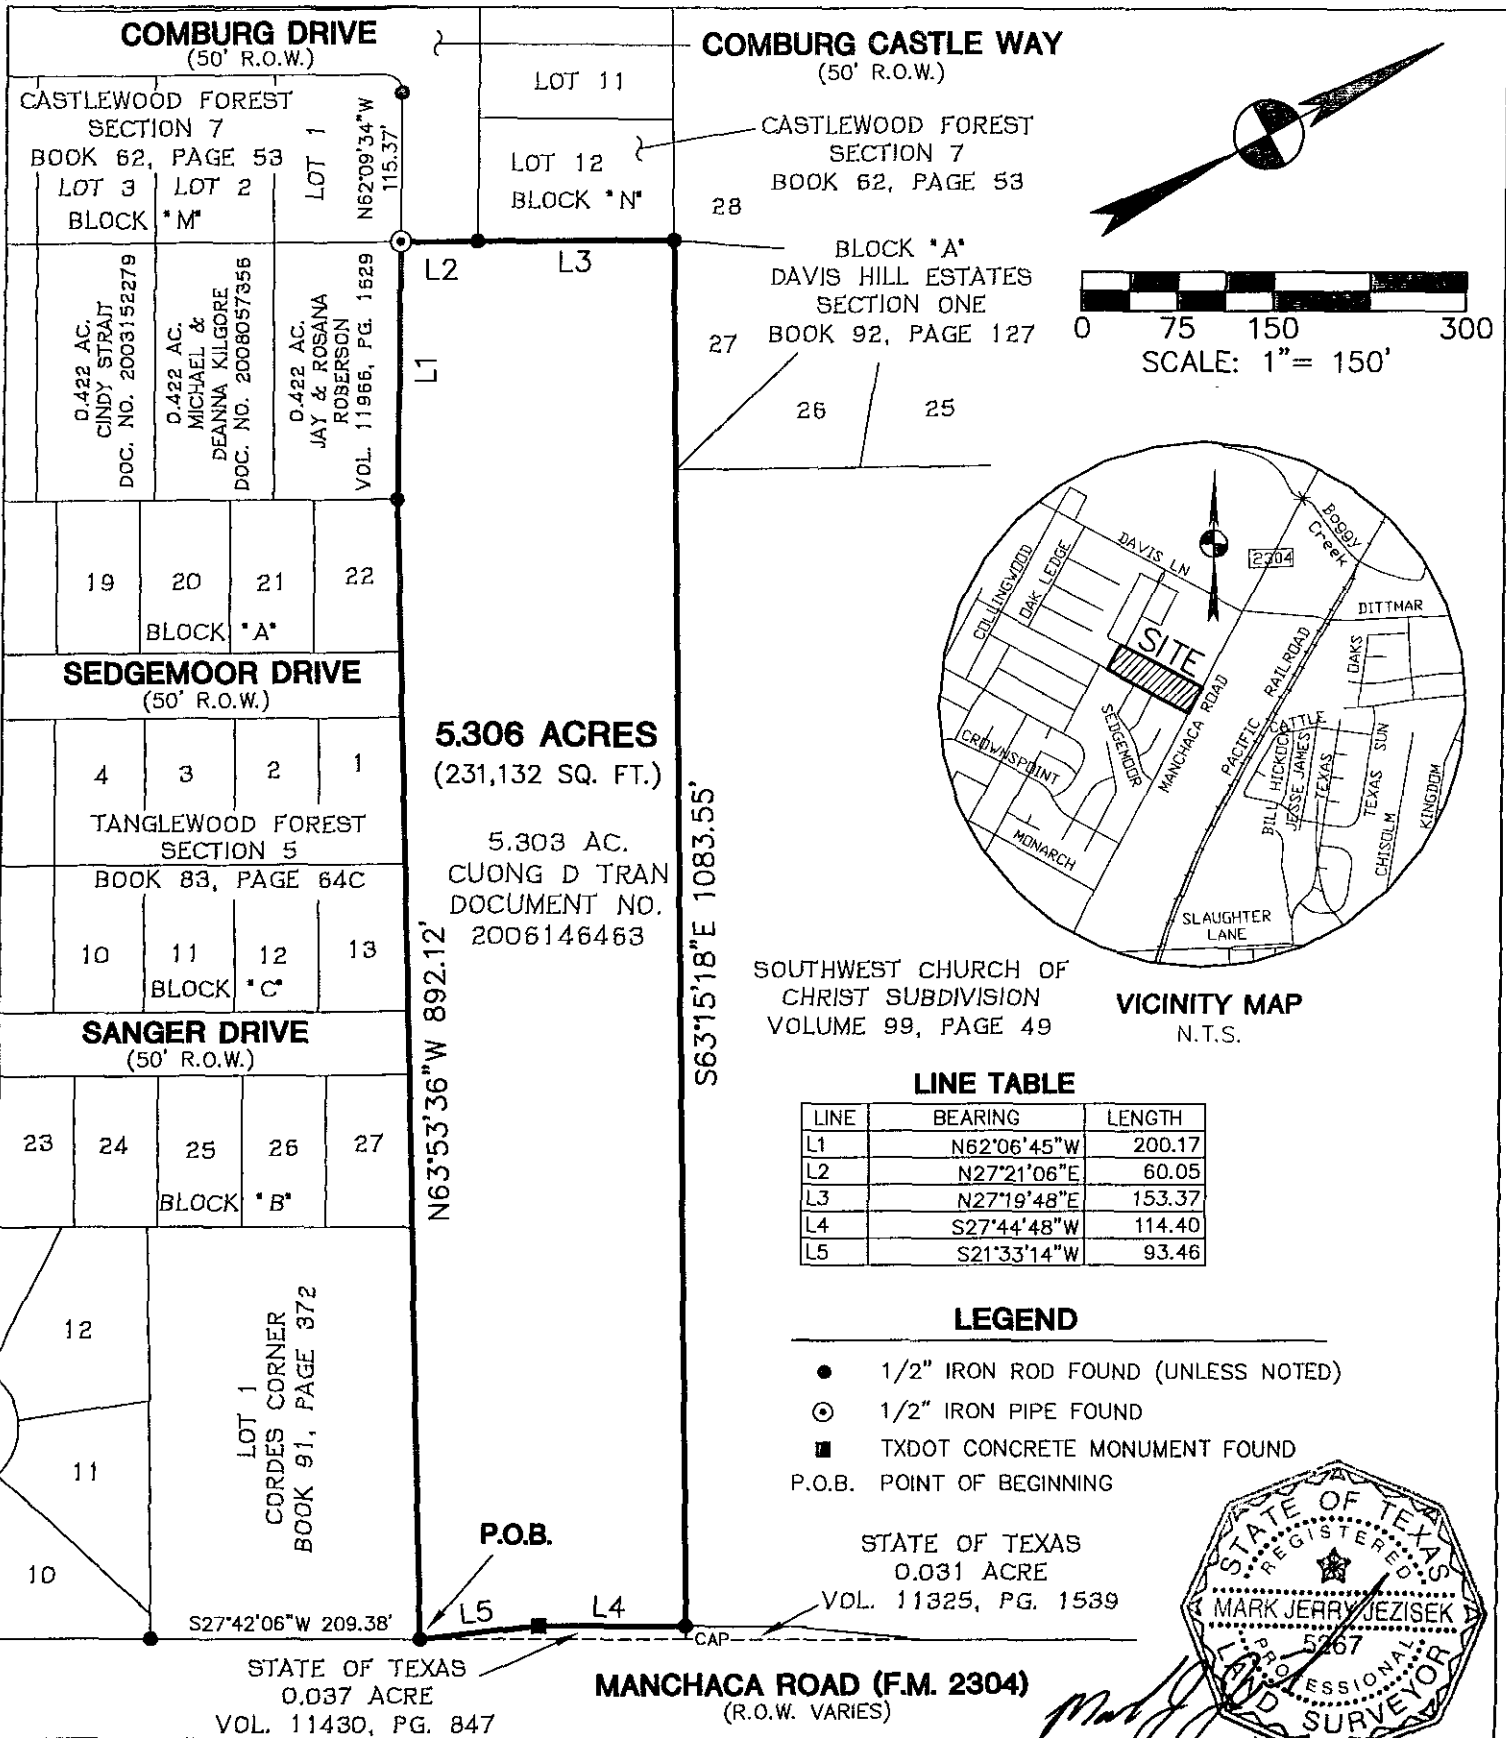 COMBURG DRIVE
(50' R.O.W.)
COMBURG CASTLE WAY
(50' R.O.W.)
CASTLEWOOD FOREST
SECTION 7
BOOK 62, PAGE 53
LOT 3
LOT 2
BLOCK "M"
LOT 1
N62°09'34"W
115.37'
LOT 11
LOT 12
BLOCK "N"
CASTLEWOOD FOREST
SECTION 7
BOOK 62, PAGE 53
28
BLOCK "A"
DAVIS HILL ESTATES
SECTION ONE
BOOK 92, PAGE 127
27
26
25
0 75 150 300
SCALE: 1"= 150'
L2
L3
L1
0.422 AC.
CINDY STRAIT
DOC. NO. 2003152279
0.422 AC.
MICHAEL &
DEANNA KILGORE
DOC. NO. 2008057356
0.422 AC.
JAY & ROSANA
ROBERSON
VOL. 11966, PG. 1629
19
20
21
22
BLOCK "A"
SEDGEMOOR DRIVE
(50' R.O.W.)
4
3
2
1
TANGLEWOOD FOREST
SECTION 5
BOOK 83, PAGE 64C
10
11
12
13
BLOCK "C"
SANGER DRIVE
(50' R.O.W.)
23
24
25
26
27
BLOCK "B"
5.306 ACRES
(231,132 SQ. FT.)
5.303 AC.
CUONG D TRAN
DOCUMENT NO.
2006146463
N63°53'36"W 892.12'
S63°15'18"E 1083.55'
DAVIS LN
2304
Boggy
Creek
COLLINGWOOD
OAK LEDGE
DITTMAR
SITE
RAILROAD
PACIFIC
OAKS
SEDGEMOOR
MANCHACA ROAD
CROWNSPOINT
MONARCH
CATTLE
BILL HICKOCK
JESSE JAMES
TEXAS
TEXAS SUN
CHISOLM
KINGDOM
SLAUGHTER
LANE
VICINITY MAP
N.T.S.
SOUTHWEST CHURCH OF
CHRIST SUBDIVISION
VOLUME 99, PAGE 49
LINE TABLE
LINE BEARING LENGTH
L1 N62°06'45"W 200.17
L2 N27°21'06"E 60.05
L3 N27°19'48"E 153.37
L4 S27°44'48"W 114.40
L5 S21°33'14"W 93.46
LEGEND
1/2" IRON ROD FOUND (UNLESS NOTED)
1/2" IRON PIPE FOUND
TXDOT CONCRETE MONUMENT FOUND
P.O.B. POINT OF BEGINNING
12
11
10
LOT 1
CORDES CORNER
BOOK 91, PAGE 372
P.O.B.
L5
L4
S27°42'06"W 209.38'
CAP
STATE OF TEXAS
0.031 ACRE
VOL. 11325, PG. 1539
STATE OF TEXAS
0.037 ACRE
VOL. 11430, PG. 847
MANCHACA ROAD (F.M. 2304)
(R.O.W. VARIES)
STATE OF TEXAS
REGISTERED
MARK JERRY JEZISEK
5267
PROFESSIONAL
LAND SURVEYOR